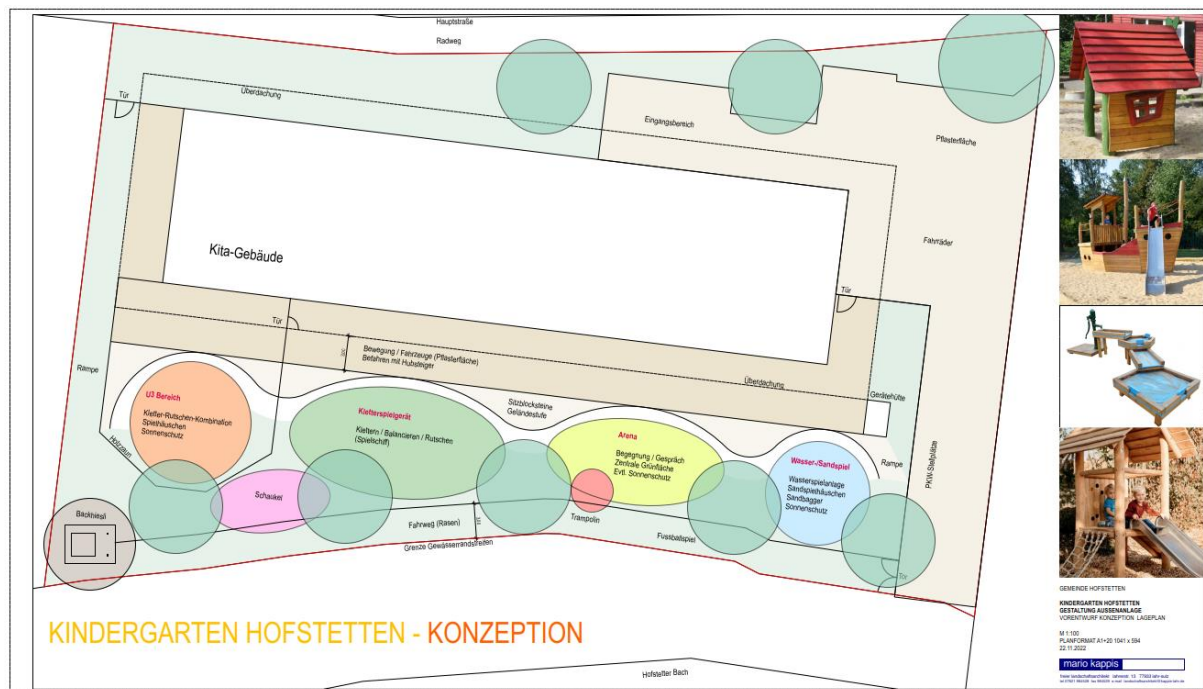 Hauptstraße
Radweg
Tür
Überdachung
Eingangsbereich
Pflasterfläche
Fahrräder
Kita-Gebäude
Tür
Tür
Bewegung / Fahrzeuge (Pflasterfläche)
Befahren mit Hubsteiger
Überdachung
Gerätehütte
Rampe
U3 Bereich
Kletter-Rutschen-Kombination
Spielhäuschen
Sonnenschutz
Holzzaun
Kletterspielgerät
Klettern / Balancieren / Rutschen
(Spielschiff)
Sitzblocksteine
Geländestufe
Arena
Begegnung / Gespräch
Zentrale Grünfläche
Evtl. Sonnenschutz
Wasser-/Sandspiel
Wasserspielanlage
Sandspielhäuschen
Sandbagger
Sonnenschutz
Rampe
PKW-Stellplätze
Schaukel
Backhiesli
Trampolin
Fahrweg (Rasen)
Grenze Gewässerrandstreifen
Fussballspiel
Tor
KINDERGARTEN HOFSTETTEN - KONZEPTION
Hofstetter Bach
GEMEINDE HOFSTETTEN
KINDERGARTEN HOFSTETTEN
GESTALTUNG AUSSENANLAGE
VORENTWURF KONZEPTION LAGEPLAN
M 1:100
PLANFORMAT A1+20 1041 x 594
22.11.2022
mario kappis